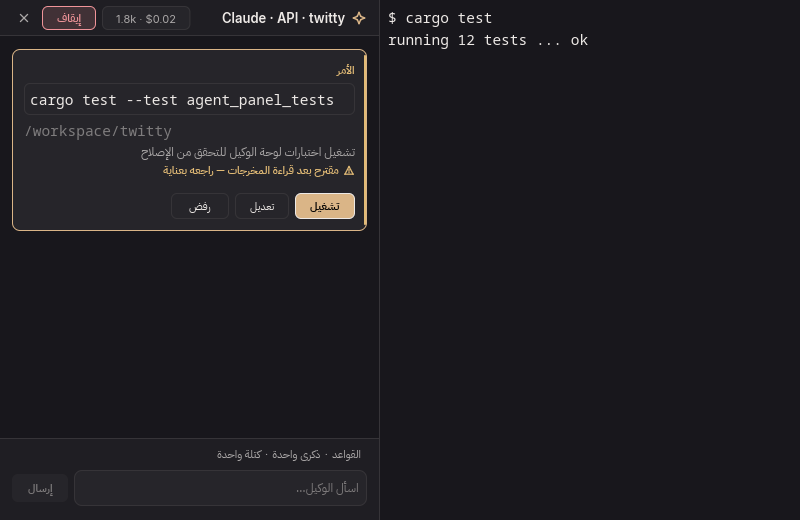 Claude · API · twitty
1.8k · $0.02
إيقاف
الأمر
cargo test --test agent_panel_tests
/workspace/twitty
تشغيل اختبارات لوحة الوكيل للتحقق من الإصلاح
⚠ مقترح بعد قراءة المخرجات — راجعه بعناية
تشغيل
تعديل
رفض
القواعد · ذكرى واحدة · كتلة واحدة
اسأل الوكيل...
إرسال
$ cargo test
running 12 tests ... ok